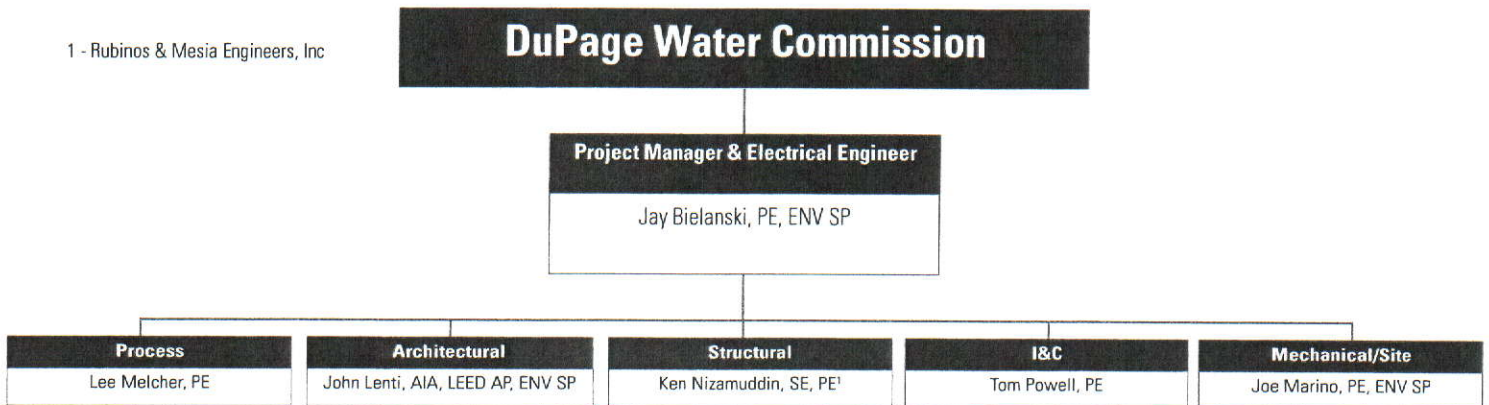 1 - Rubinos & Mesia Engineers, Inc
DuPage Water Commission
Project Manager & Electrical Engineer
Jay Bielanski, PE, ENV SP
Process
Lee Melcher, PE
Architectural
John Lenti, AIA, LEED AP, ENV SP
Structural
Ken Nizamuddin, SE, PE¹
I&C
Tom Powell, PE
Mechanical/Site
Joe Marino, PE, ENV SP